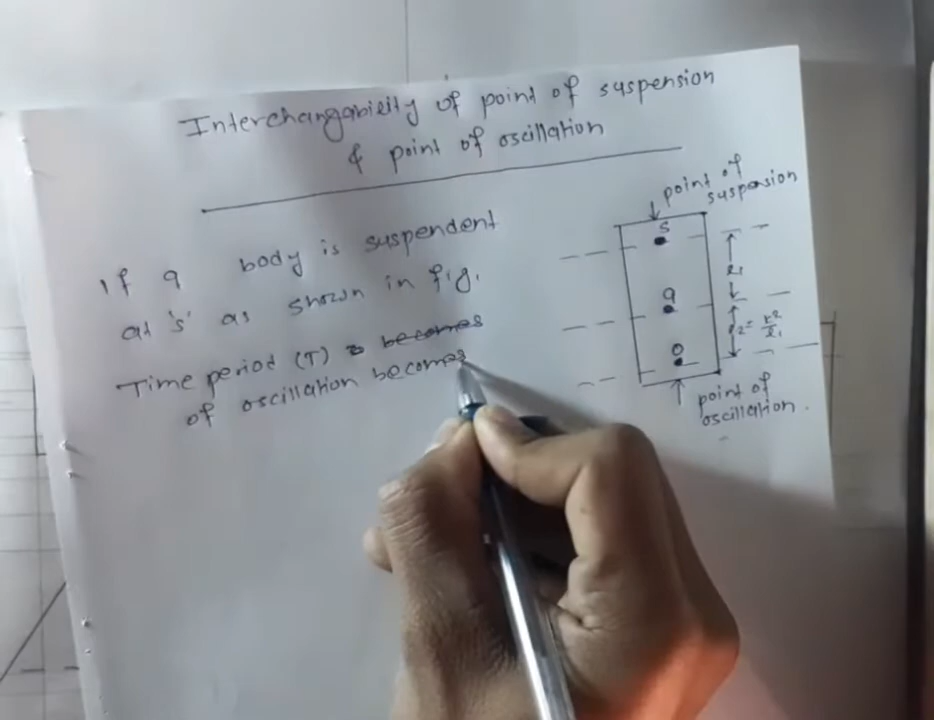 Interchangability of point of suspension
& point of oscillation
If a body is suspendent
at 's' as shown in fig.
Time period (T) becomes
of oscillation becomes
point of
suspension
S
l1
G
l2 = k²/l1
O
point of
oscillation.